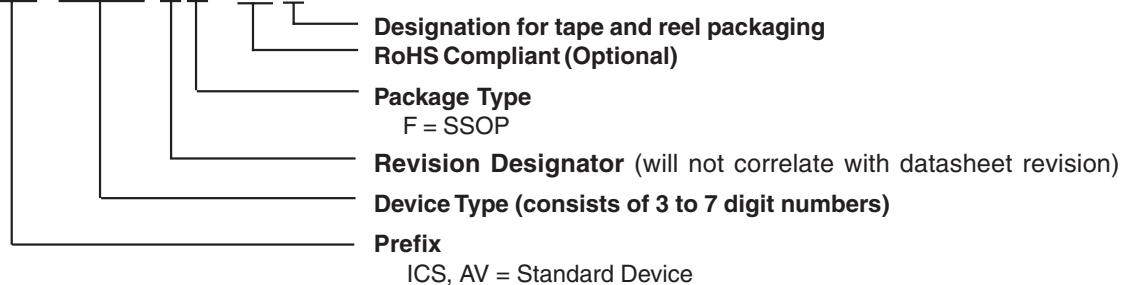 Designation for tape and reel packaging
RoHS Compliant (Optional)
Package Type
F = SSOP
Revision Designator (will not correlate with datasheet revision)
Device Type (consists of 3 to 7 digit numbers)
Prefix
ICS, AV = Standard Device